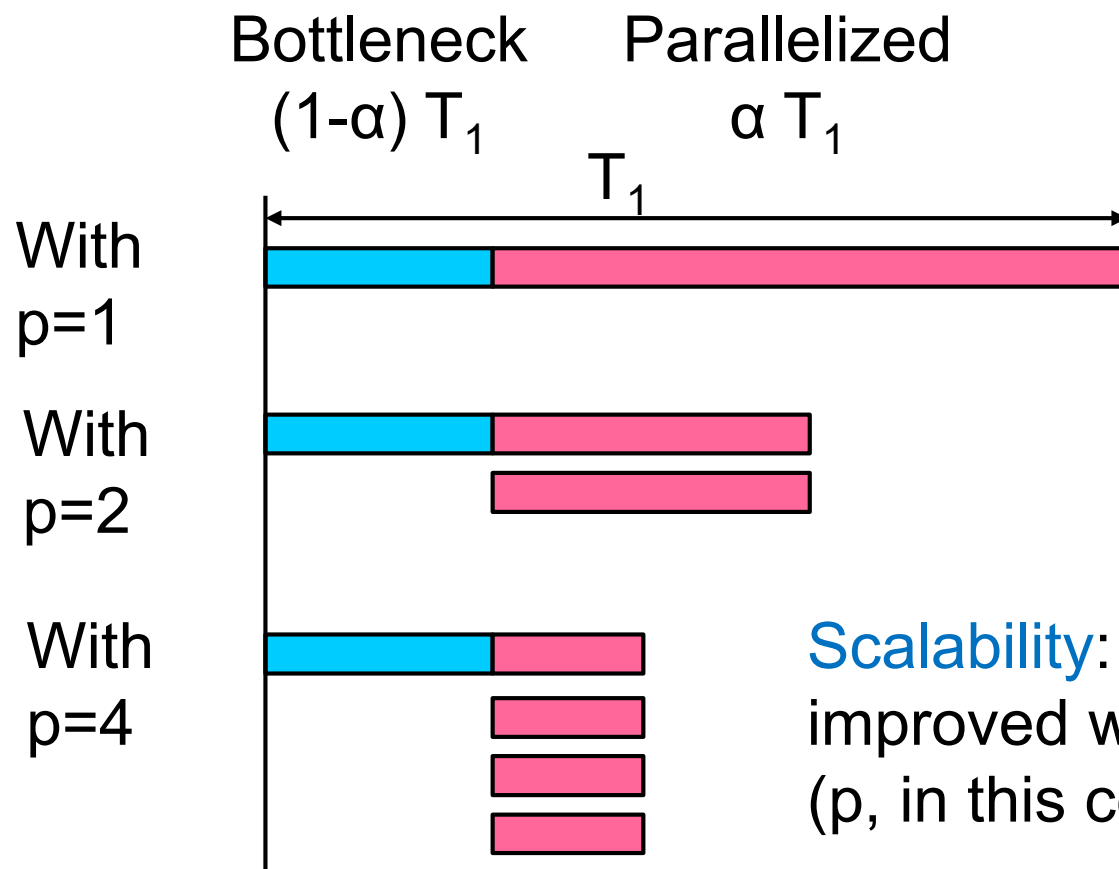 Bottleneck Parallelized
(1-α) T₁ α T₁
T₁
With
p=1
With
p=2
With
p=4
Scalability:
improved
(p, in this